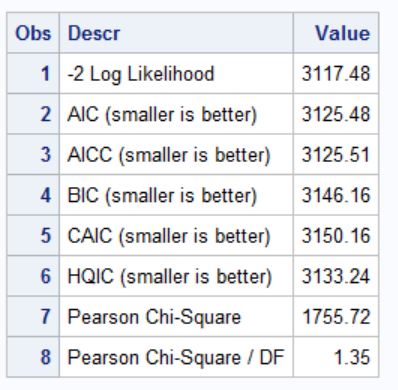 Obs Descr Value
1 -2 Log Likelihood 3117.48
2 AIC (smaller is better) 3125.48
3 AICC (smaller is better) 3125.51
4 BIC (smaller is better) 3146.16
5 CAIC (smaller is better) 3150.16
6 HQIC (smaller is better) 3133.24
7 Pearson Chi-Square 1755.72
8 Pearson Chi-Square / DF 1.35